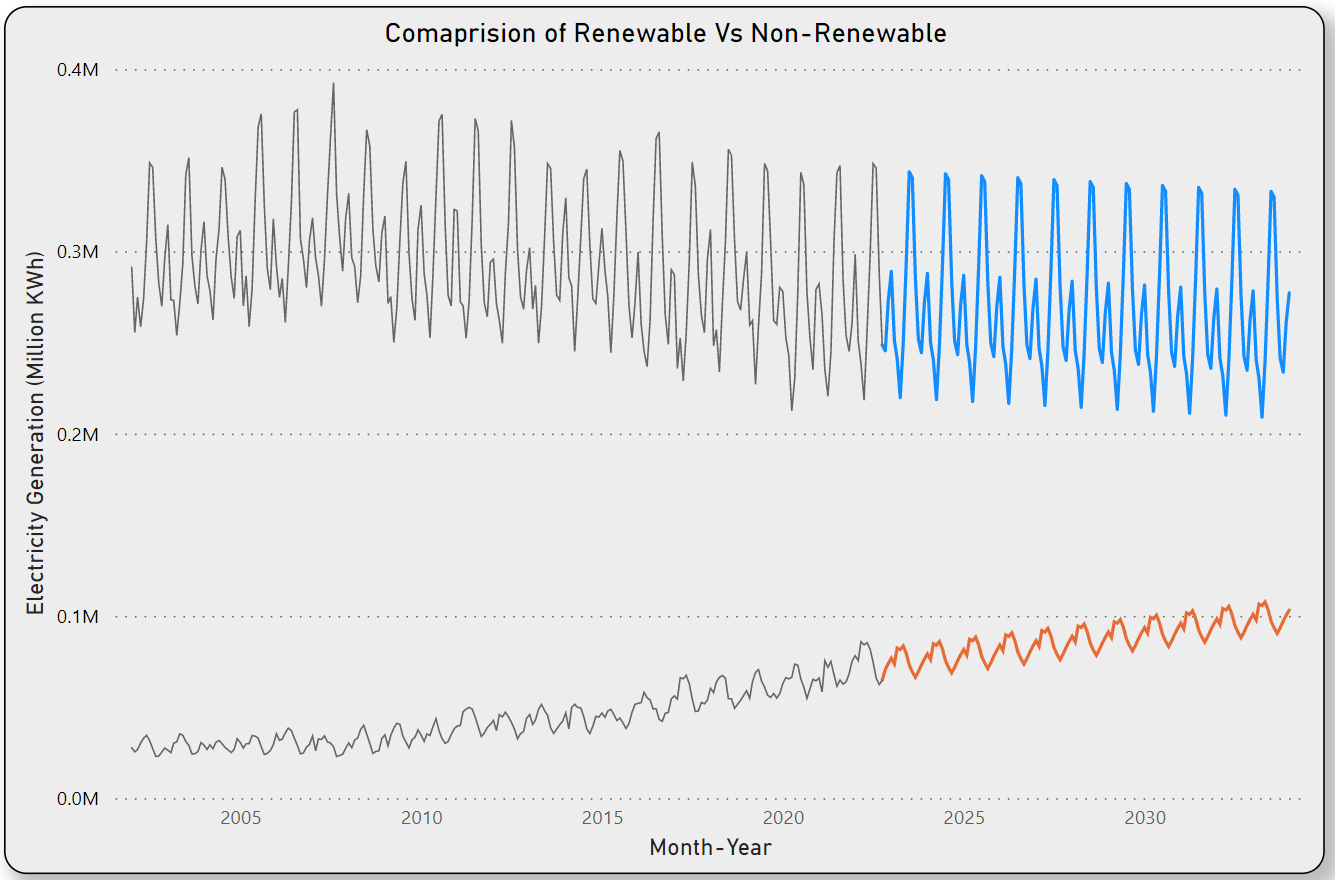 Comaprision of Renewable Vs Non-Renewable
0.4M
0.3M
0.2M
0.1M
0.0M
Electricity Generation (Million KWh)
2005 2010 2015 2020 2025 2030
Month-Year